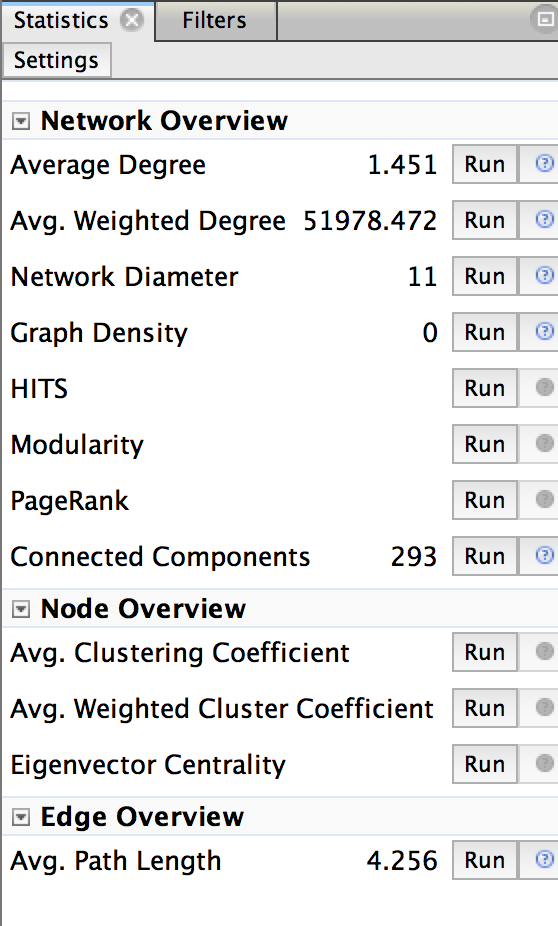 Statistics Filters
Settings
Network Overview
Average Degree 1.451 Run ?
Avg. Weighted Degree 51978.472 Run ?
Network Diameter 11 Run ?
Graph Density 0 Run ?
HITS Run ?
Modularity Run ?
PageRank Run ?
Connected Components 293 Run ?
Node Overview
Avg. Clustering Coefficient Run ?
Avg. Weighted Cluster Coefficient Run ?
Eigenvector Centrality Run ?
Edge Overview
Avg. Path Length 4.256 Run ?